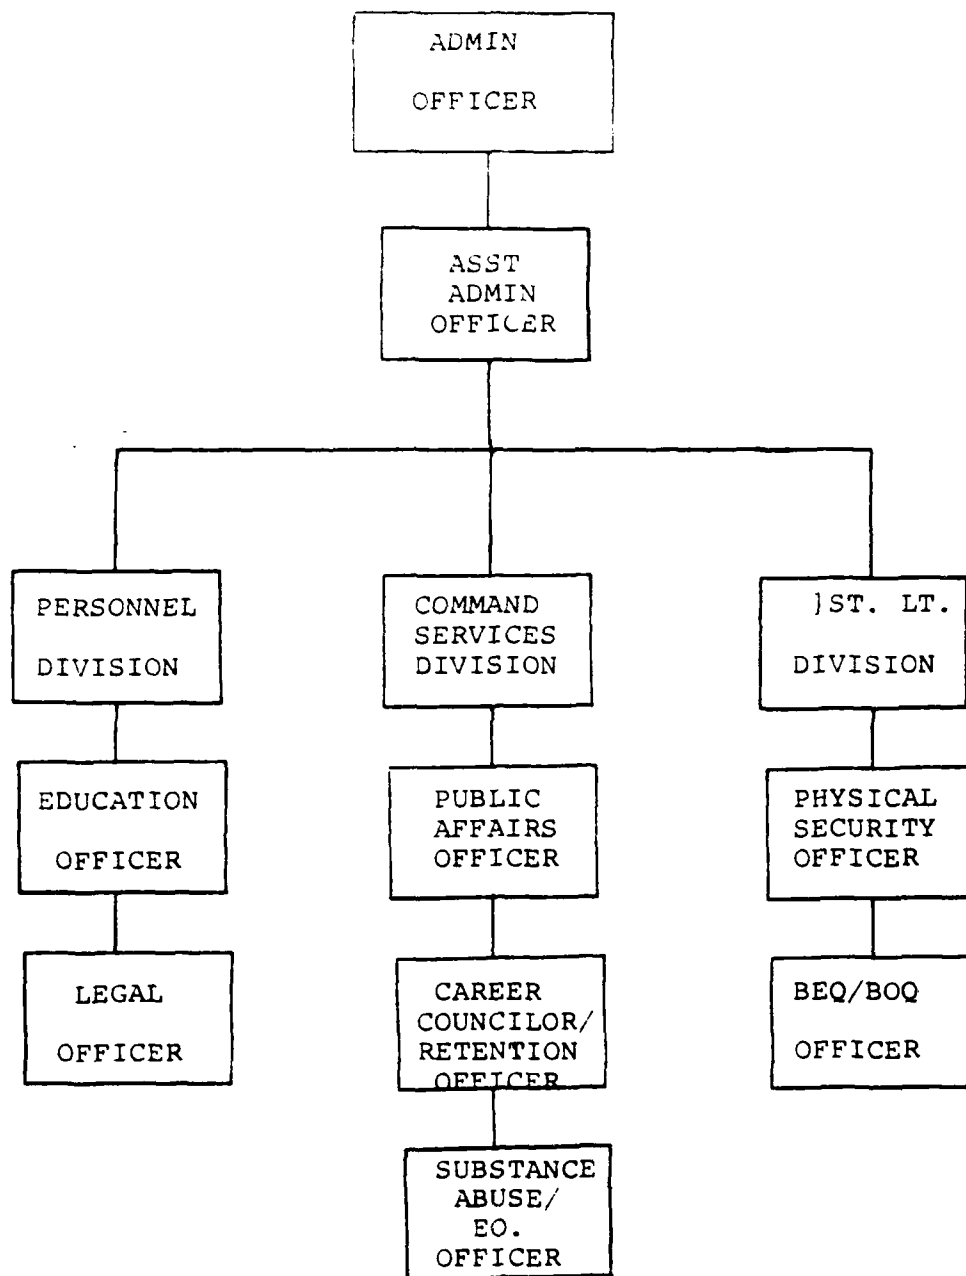 ADMIN
OFFICER
ASST
ADMIN
OFFICER
PERSONNEL
DIVISION
COMMAND
SERVICES
DIVISION
1ST. LT.
DIVISION
EDUCATION
OFFICER
PUBLIC
AFFAIRS
OFFICER
PHYSICAL
SECURITY
OFFICER
LEGAL
OFFICER
CAREER
COUNCILOR/
RETENTION
OFFICER
BEQ/BOQ
OFFICER
SUBSTANCE
ABUSE/
EO.
OFFICER